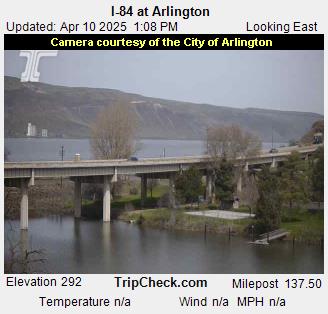 I-84 at Arlington
Updated: Apr 10 2025 1:08 PM Looking East
Camera courtesy of the City of Arlington
Elevation 292 TripCheck.com Milepost 137.50
Temperature n/a Wind n/a MPH n/a